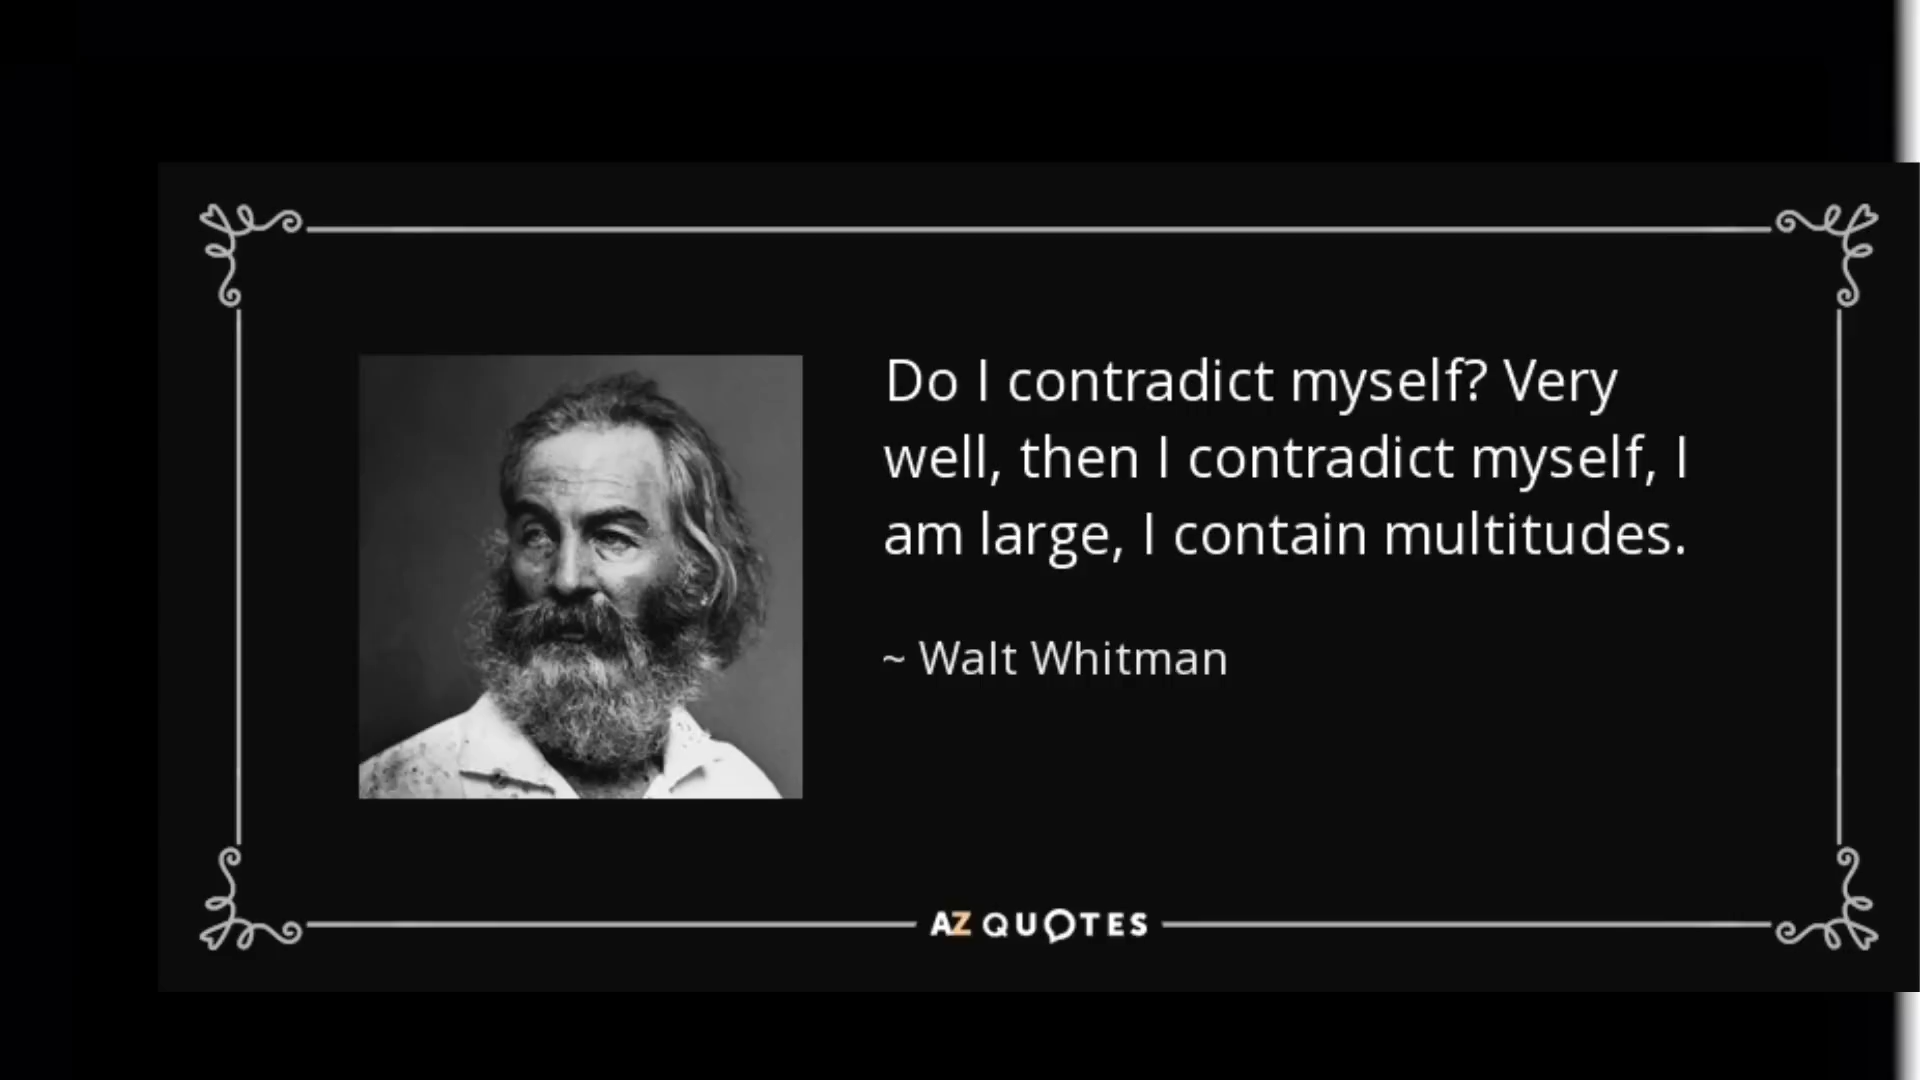 Do I contradict myself? Very
well, then I contradict myself, I
am large, I contain multitudes.
~ Walt Whitman
AZ QUOTES